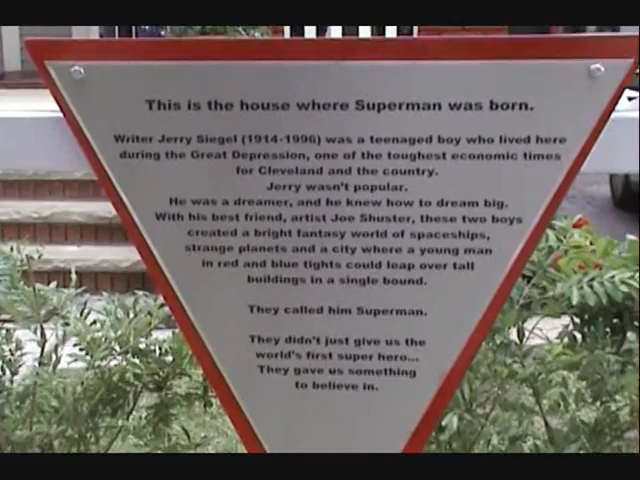 This is the house where Superman was born.
Writer Jerry Siegel (1914-1996) was a teenaged boy who lived here
during the Great Depression, one of the toughest economic times
for Cleveland and the country.
Jerry wasn't popular.
He was a dreamer, and he knew how to dream big.
With his best friend, artist Joe Shuster, these two boys
created a bright fantasy world of spaceships,
strange planets and a city where a young man
in red and blue tights could leap over tall
buildings in a single bound.
They called him Superman.
They didn't just give us the
world's first super hero...
They gave us something
to believe in.